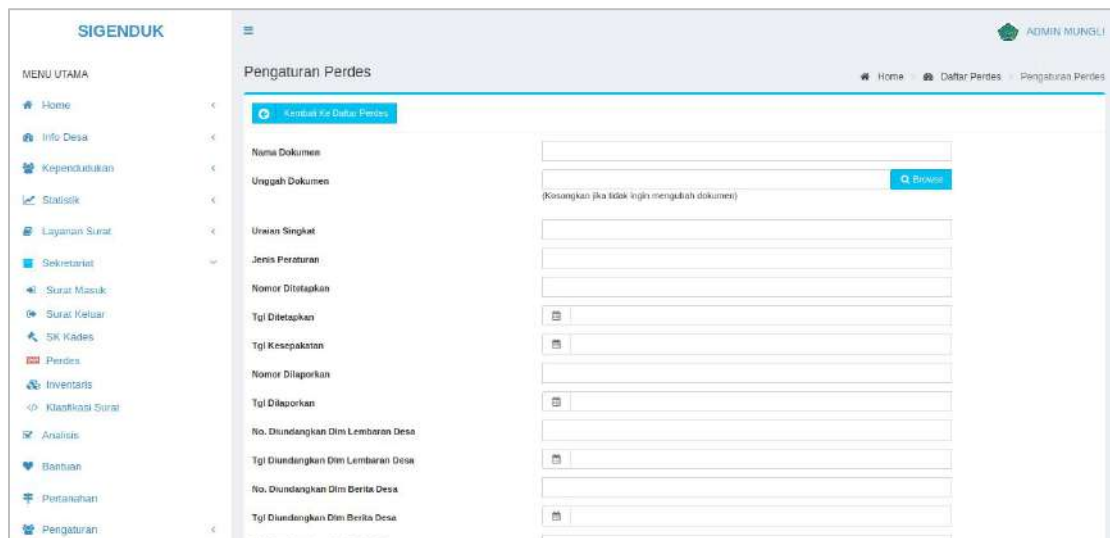 SIGENDUK
ADMIN MUNGLI
MENU UTAMA
Home
Info Desa
Kependudukan
Statistik
Layanan Surat
Sekretariat
Surat Masuk
Surat Keluar
SK Kades
Perdes
Inventaris
Klasfikasi Surat
Analisis
Bantuan
Pertanahan
Pengaturan
Pengaturan Perdes
Home Daftar Perdes Pengaturan Perdes
Kembali Ke Daftar Perdes
Nama Dokumen
Unggah Dokumen
Browse
(Kosongkan jika tidak ingin mengubah dokumen)
Uraian Singkat
Jenis Peraturan
Nomor Ditetapkan
Tgl Ditetapkan
Tgl Kesepakatan
Nomor Dilaporkan
Tgl Dilaporkan
No. Diundangkan Dlm Lembaran Desa
Tgl Diundangkan Dlm Lembaran Desa
No. Diundangkan Dlm Berita Desa
Tgl Diundangkan Dlm Berita Desa